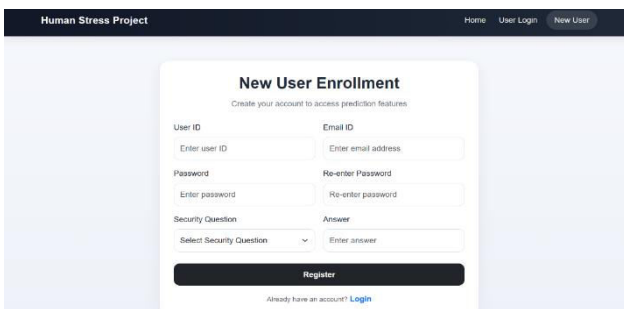 Human Stress Project
Home User Login New User
New User Enrollment
Create your account to access prediction features
User ID Email ID
Enter user ID Enter email address
Password Re-enter Password
Enter password Re-enter password
Security Question Answer
Select Security Question Enter answer
Register
Already have an account? Login